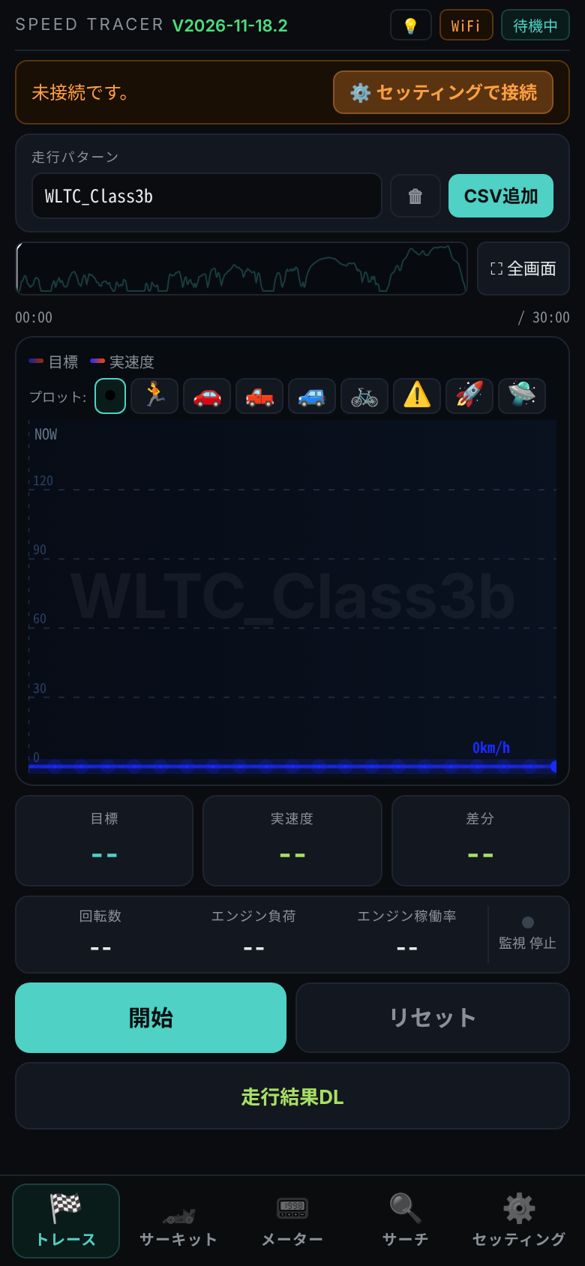 SPEED TRACER V2026-11-18.2 WiFi 待機中
未接続です。 セッティングで接続
走行パターン
WLTC_Class3b CSV追加
全画面
00:00 / 30:00
目標 実速度
プロット:
NOW
120
90
WLTC_Class3b
60
30
0km/h
0
目標 実速度 差分
-- -- --
回転数 エンジン負荷 エンジン稼働率
-- -- -- 監視 停止
開始 リセット
走行結果DL
トレース サーキット メーター サーチ セッティング